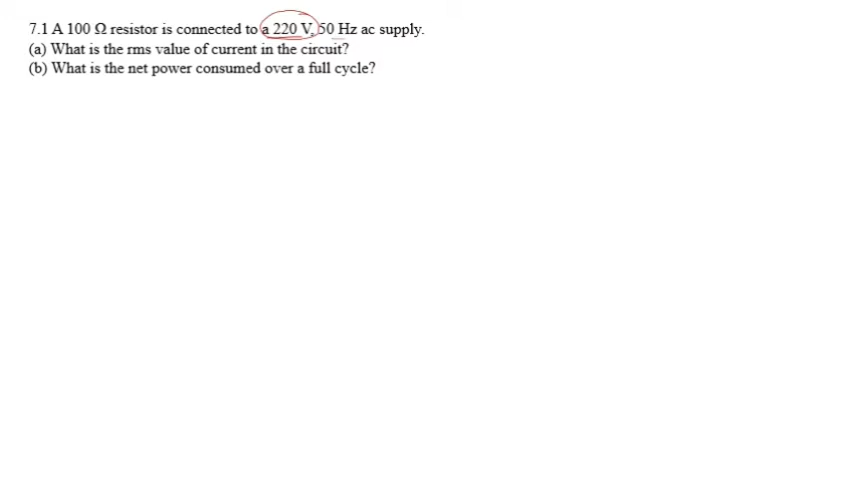 7.1 A 100 Ω resistor is connected to a 220 V, 50 Hz ac supply.
(a) What is the rms value of current in the circuit?
(b) What is the net power consumed over a full cycle?